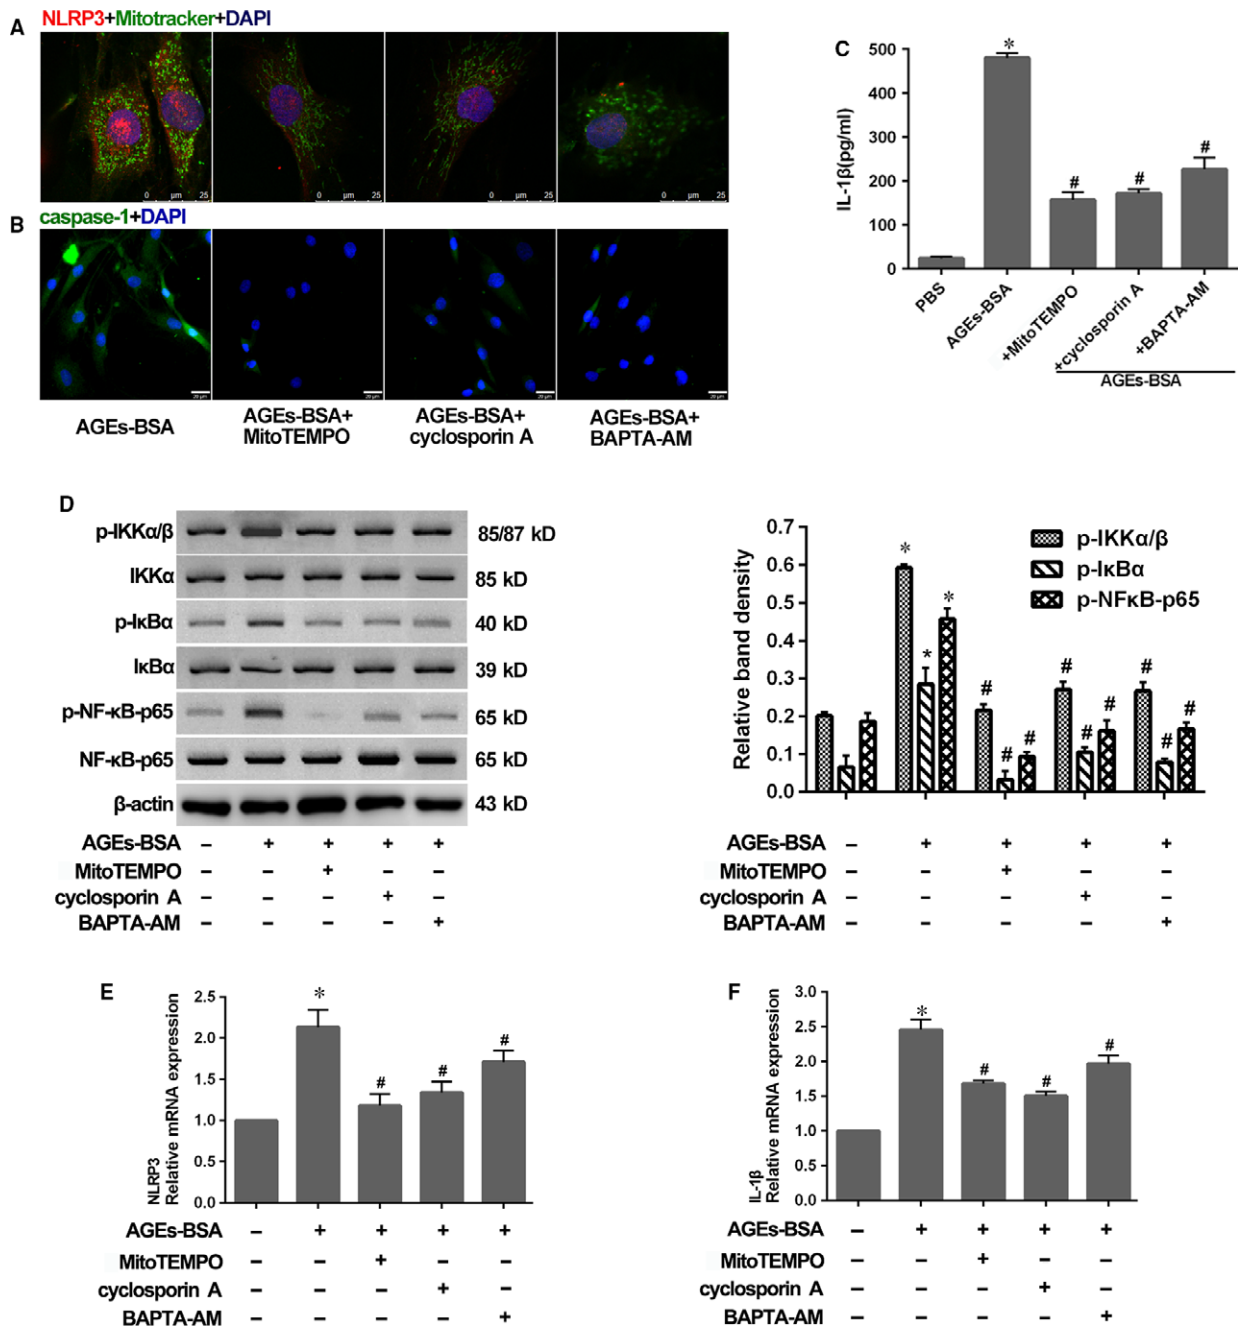 A
NLRP3+Mitotracker+DAPI
0 µm 25
0 µm 25
0 µm 25
0 µm 25
B
caspase-1+DAPI
20 µm
20 µm
20 µm
20 µm
AGEs-BSA
AGEs-BSA+
MitoTEMPO
AGEs-BSA+
cyclosporin A
AGEs-BSA+
BAPTA-AM
C
IL-1β(pg/ml)
500
400
300
200
100
0
*
#
#
#
PBS
AGEs-BSA
+MitoTEMPO
+cyclosporin A
+BAPTA-AM
AGEs-BSA
D
p-IKKα/β 85/87 kD
IKKα 85 kD
p-IκBα 40 kD
IκBα 39 kD
p-NF-κB-p65 65 kD
NF-κB-p65 65 kD
β-actin 43 kD
AGEs-BSA – + + + +
MitoTEMPO – – + – –
cyclosporin A – – – + –
BAPTA-AM – – – – +
Relative band density
0.7
0.6
0.5
0.4
0.3
0.2
0.1
0.0
p-IKKα/β
p-IκBα
p-NFκB-p65
* * *
# # #
# # #
# # #
AGEs-BSA – + + + +
MitoTEMPO – – + – –
cyclosporin A – – – + –
BAPTA-AM – – – – +
E
NLRP3
Relative mRNA expression
2.5
2.0
1.5
1.0
0.5
0.0
*
#
#
#
AGEs-BSA – + + + +
MitoTEMPO – – + – –
cyclosporin A – – – + –
BAPTA-AM – – – – +
F
IL-1β
Relative mRNA expression
3.0
2.5
2.0
1.5
1.0
0.5
0.0
*
#
#
#
AGEs-BSA – + + + +
MitoTEMPO – – + – –
cyclosporin A – – – + –
BAPTA-AM – – – – +